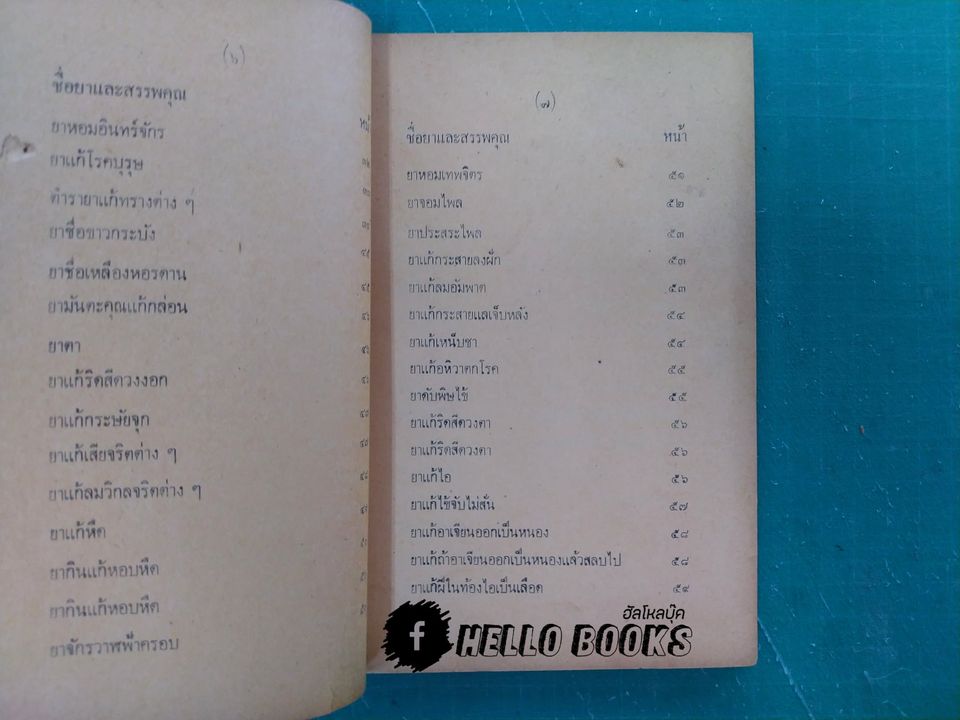 (๖)
ชื่อยาและสรรพคุณ
ยาหอมอินทร์จักร
ยาแก้โรคบุรุษ
ตำรายาแก้ทรางต่าง ๆ
ยาชื่อขาวกระบัง
ยาชื่อเหลืองหอรดาน
ยามันตะคุณแก้กล่อน
ยาตา
ยาแก้ริดสีดวงงอก
ยาแก้กระษัยจุก
ยาแก้เสียจริตต่าง ๆ
ยาแก้ลมวิกลจริตต่าง ๆ
ยาแก้หืด
ยากินแก้หอบหืด
ยากินแก้หอบหืด
ยาจักรวาฬฟ้าครอบ
(๗)
ชื่อยาและสรรพคุณ หน้า
ยาหอมเทพจิตร ๕๑
ยาจอมไพล ๕๒
ยาประสระไพล ๕๓
ยาแก้กระสายลงฝัก ๕๓
ยาแก้ลมอัมพาต ๕๓
ยาแก้กระสายแลเจ็บหลัง ๕๔
ยาแก้เหน็บชา ๕๔
ยาแก้อหิวาตกโรค ๕๕
ยาดับพิษไข้ ๕๕
ยาแก้ริดสีดวงตา ๕๖
ยาแก้ริดสีดวงตา ๕๖
ยาแก้ไอ ๕๖
ยาแก้ไข้จับไม่สั่น ๕๗
ยาแก้อาเจียนออกเป็นหนอง ๕๘
ยาแก้ถ้าอาเจียนออกเป็นหนองแล้วสลบไป ๕๘
ยาแก้ฝีในท้องไอเป็นเลือด ๕๙
ฮัลโหลบุ๊ค
f HELLO BOOKS